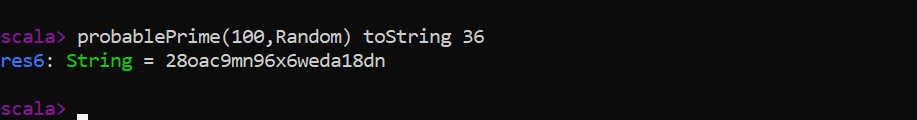 scala> probablePrime(100,Random) toString 36
res6: String = 28oac9mn96x6weda18dn
scala>